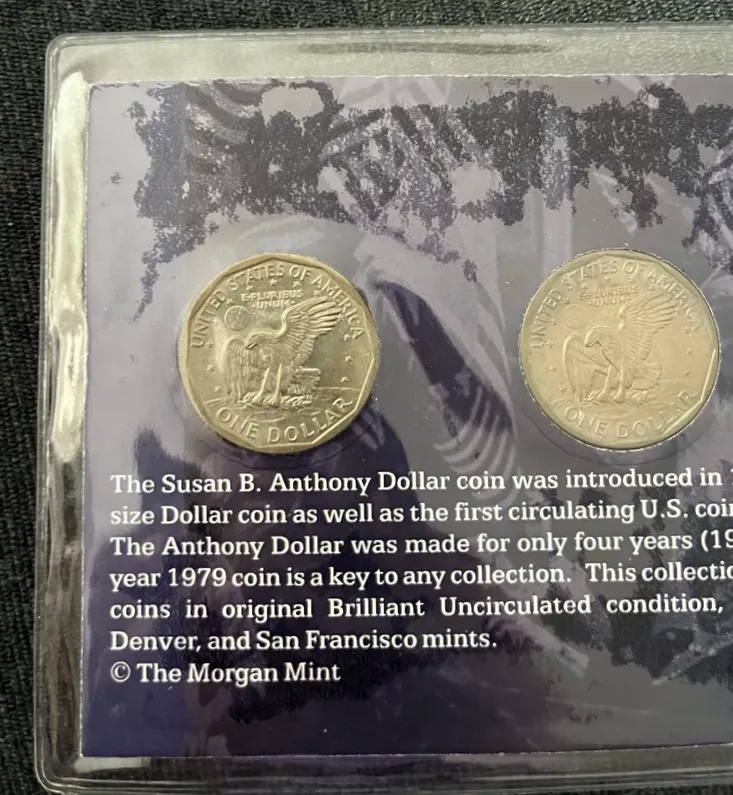 UNITED STATES OF AMERICA
E·PLURIBUS
·UNUM·
ONE DOLLAR
UNITED STATES OF AMERICA
E·PLURIBUS
·UNUM·
ONE DOLLAR
The Susan B. Anthony Dollar coin was introduced in
size Dollar coin as well as the first circulating U.S.
The Anthony Dollar was made for only four years
year 1979 coin is a key to any collection. This
coins in original Brilliant Uncirculated condition,
Denver, and San Francisco mints.
© The Morgan Mint